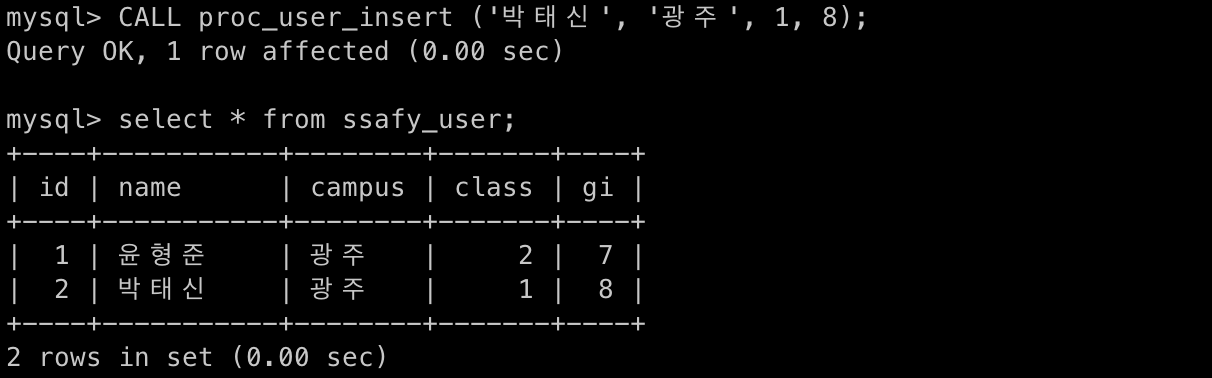 mysql> CALL proc_user_insert ('박태신', '광주', 1, 8);
Query OK, 1 row affected (0.00 sec)
mysql> select * from ssafy_user;
+----+-----------+--------+-------+----+
| id | name      | campus | class | gi |
+----+-----------+--------+-------+----+
|  1 | 윤형준    | 광주   |     2 |  7 |
|  2 | 박태신    | 광주   |     1 |  8 |
+----+-----------+--------+-------+----+
2 rows in set (0.00 sec)